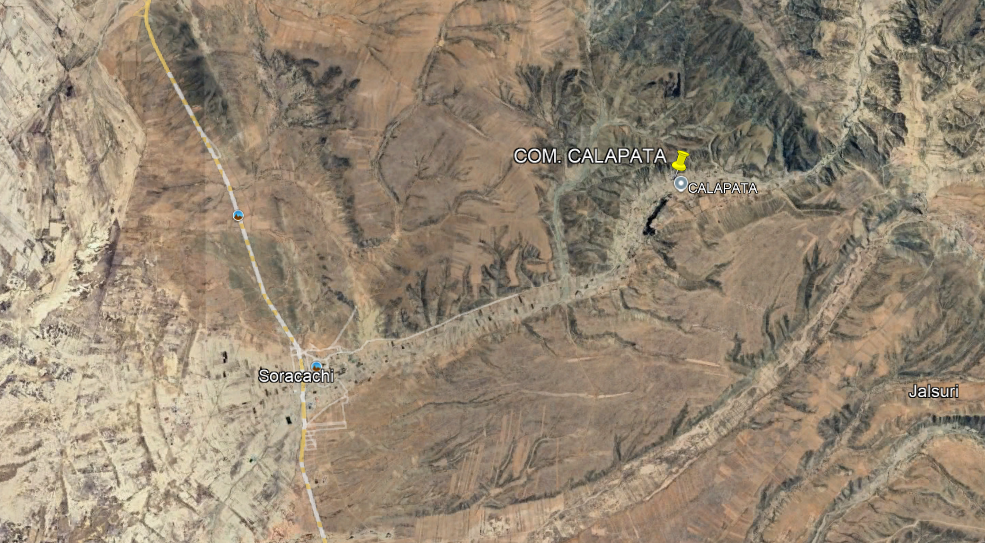 COM. CALAPATA
CALAPATA
Soracachi
Jalsuri